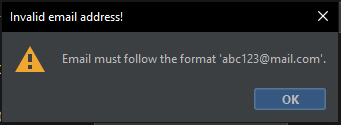 Invalid email address!
Email must follow the format 'abc123@mail.com'.
OK